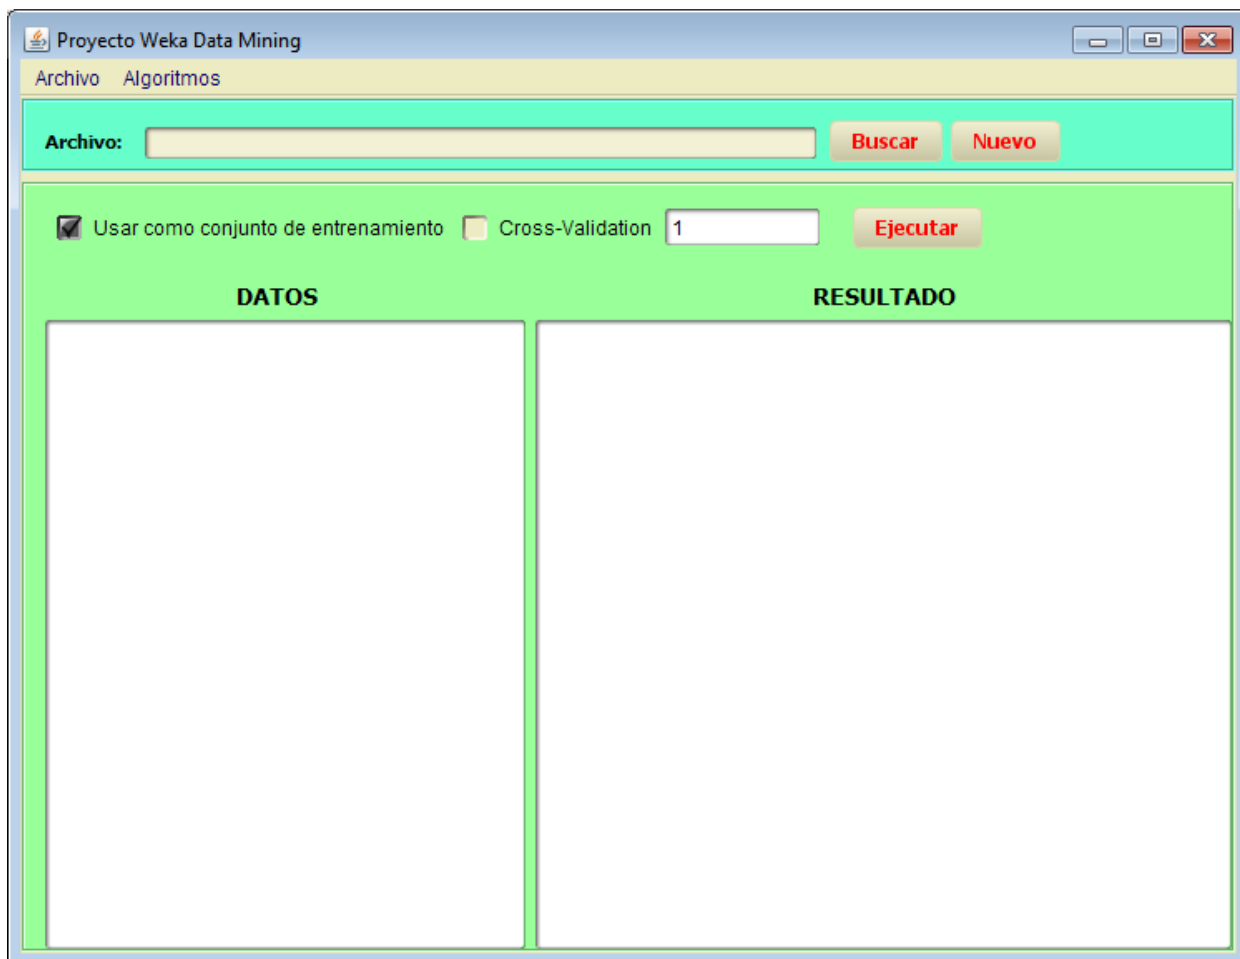 Proyecto Weka Data Mining
Archivo Algoritmos
Archivo: Buscar Nuevo
Usar como conjunto de entrenamiento Cross-Validation 1 Ejecutar
DATOS RESULTADO